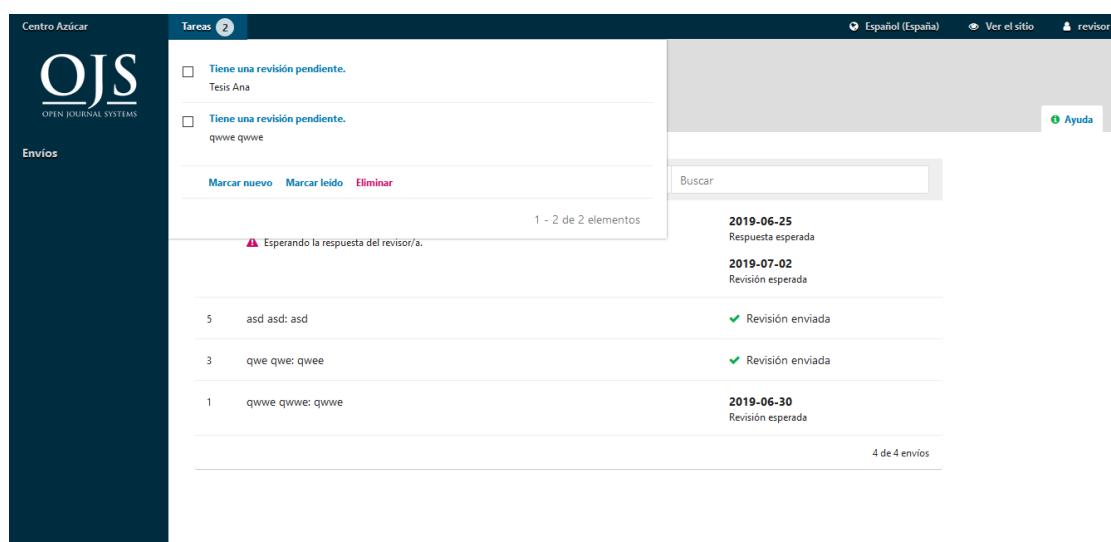 Centro Azúcar
Tareas 2
Español (España)
Ver el sitio
revisor
OJS
OPEN JOURNAL SYSTEMS
Envíos
Tiene una revisión pendiente.
Tesis Ana
Tiene una revisión pendiente.
qwwe qwwe
Marcar nuevo Marcar leído Eliminar
1 - 2 de 2 elementos
Ayuda
Buscar
Esperando la respuesta del revisor/a.
2019-06-25
Respuesta esperada
2019-07-02
Revisión esperada
5 asd asd: asd Revisión enviada
3 qwe qwe: qwee Revisión enviada
1 qwwe qwwe: qwwe 2019-06-30
Revisión esperada
4 de 4 envíos